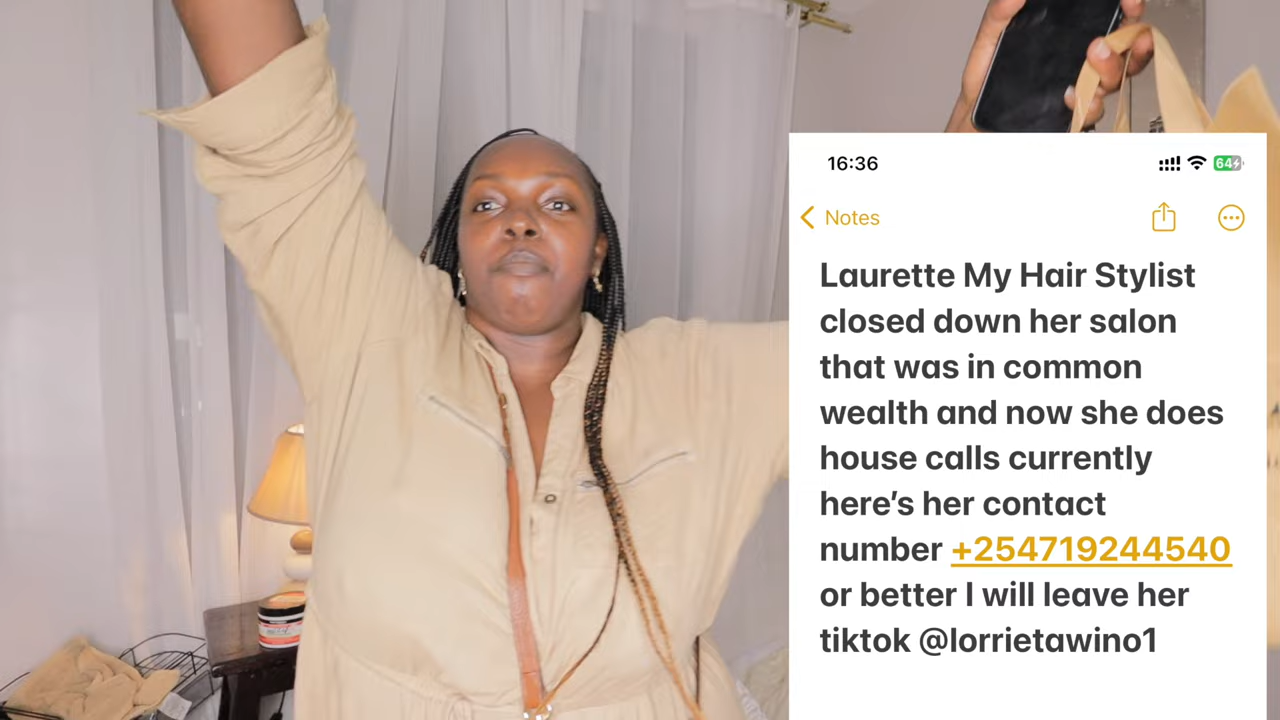 16:36
64
Notes
Laurette My Hair Stylist
closed down her salon
that was in common
wealth and now she does
house calls currently
here’s her contact
number +254719244540
or better I will leave her
tiktok @lorrietawino1